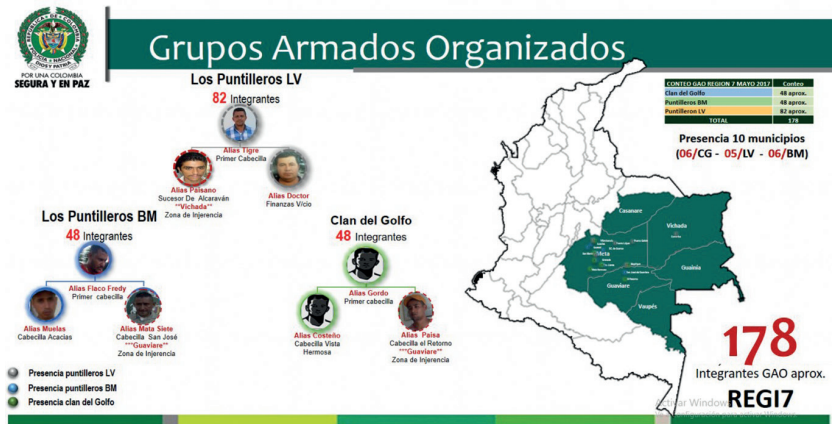 POR UNA COLOMBIA
SEGURA Y EN PAZ
Grupos Armados Organizados
Los Puntilleros LV
82 Integrantes
Alias Tigre
Primer Cabecilla
Alias Paisano
Sucesor De Alcaraván
**Vichada**
Zona de Injerencia
Alias Doctor
Finanzas V/cio
Los Puntilleros BM
48 Integrantes
Alias Flaco Fredy
Primer cabecilla
Alias Muelas
Cabecilla Acacias
Alias Mata Siete
Cabecilla San José
***Guaviare**
Zona de Injerencia
Clan del Golfo
48 Integrantes
Alias Gordo
Primer cabecilla
Alias Costeño
Cabecilla Vista
Hermosa
Alias Paisa
Cabecilla el Retorno
***Guaviare**
Zona de Injerencia
Presencia puntilleros LV
Presencia puntilleros BM
Presencia clan del Golfo
CONTEO GAO REGION 7 MAYO 2017 Conteo
Clan del Golfo 48 aprox.
Puntilleros BM 48 aprox.
Puntilleron LV 82 aprox.
TOTAL 178
Presencia 10 municipios
(06/CG - 05/LV - 06/BM)
Casanare
Vichada
Meta
Guainía
Guaviare
Vaupés
178
Integrantes GAO aprox.
REGI7
Activar Windows